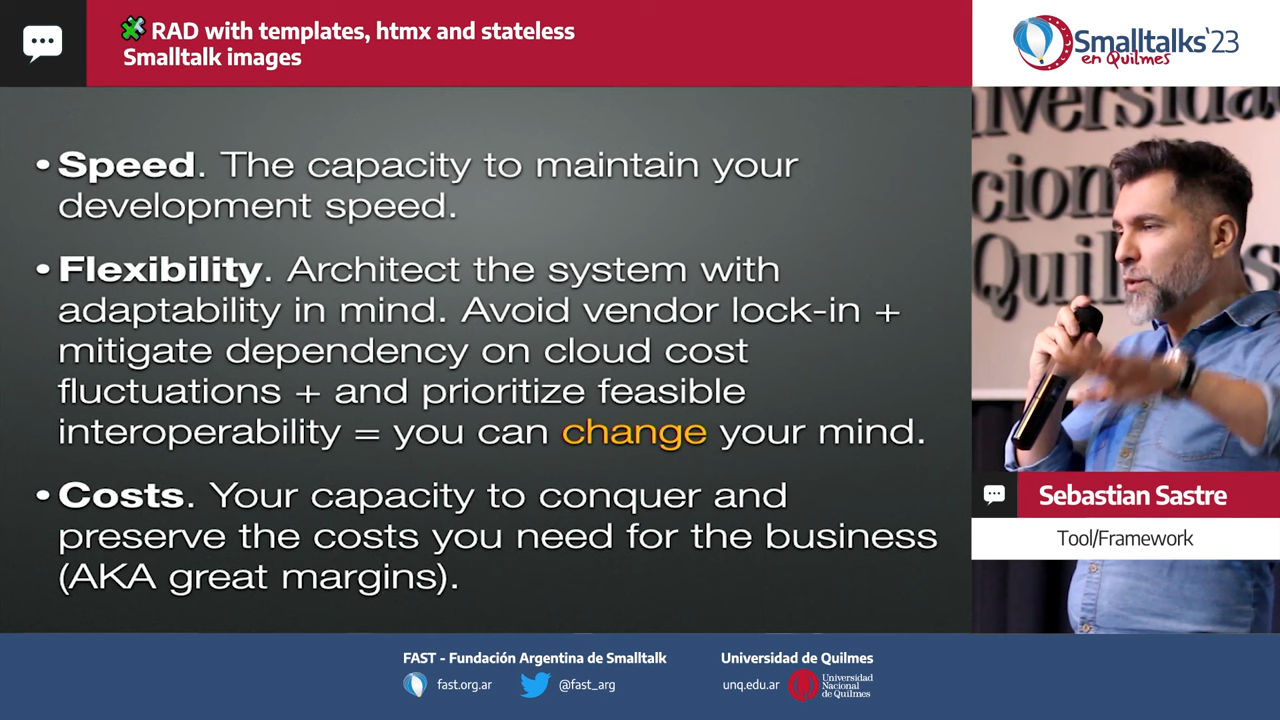 RAD with templates, htmx and stateless
Smalltalk images
Smalltalks'23
en Quilmes
• Speed. The capacity to maintain your
development speed.
• Flexibility. Architect the system with
adaptability in mind. Avoid vendor lock-in +
mitigate dependency on cloud cost
fluctuations + and prioritize feasible
interoperability = you can change your mind.
• Costs. Your capacity to conquer and
preserve the costs you need for the business
(AKA great margins).
Quilmes
Sebastian Sastre
Tool/Framework
FAST - Fundación Argentina de Smalltalk
fast.org.ar
@fast_arg
Universidad de Quilmes
unq.edu.ar
Universidad
Nacional
de Quilmes